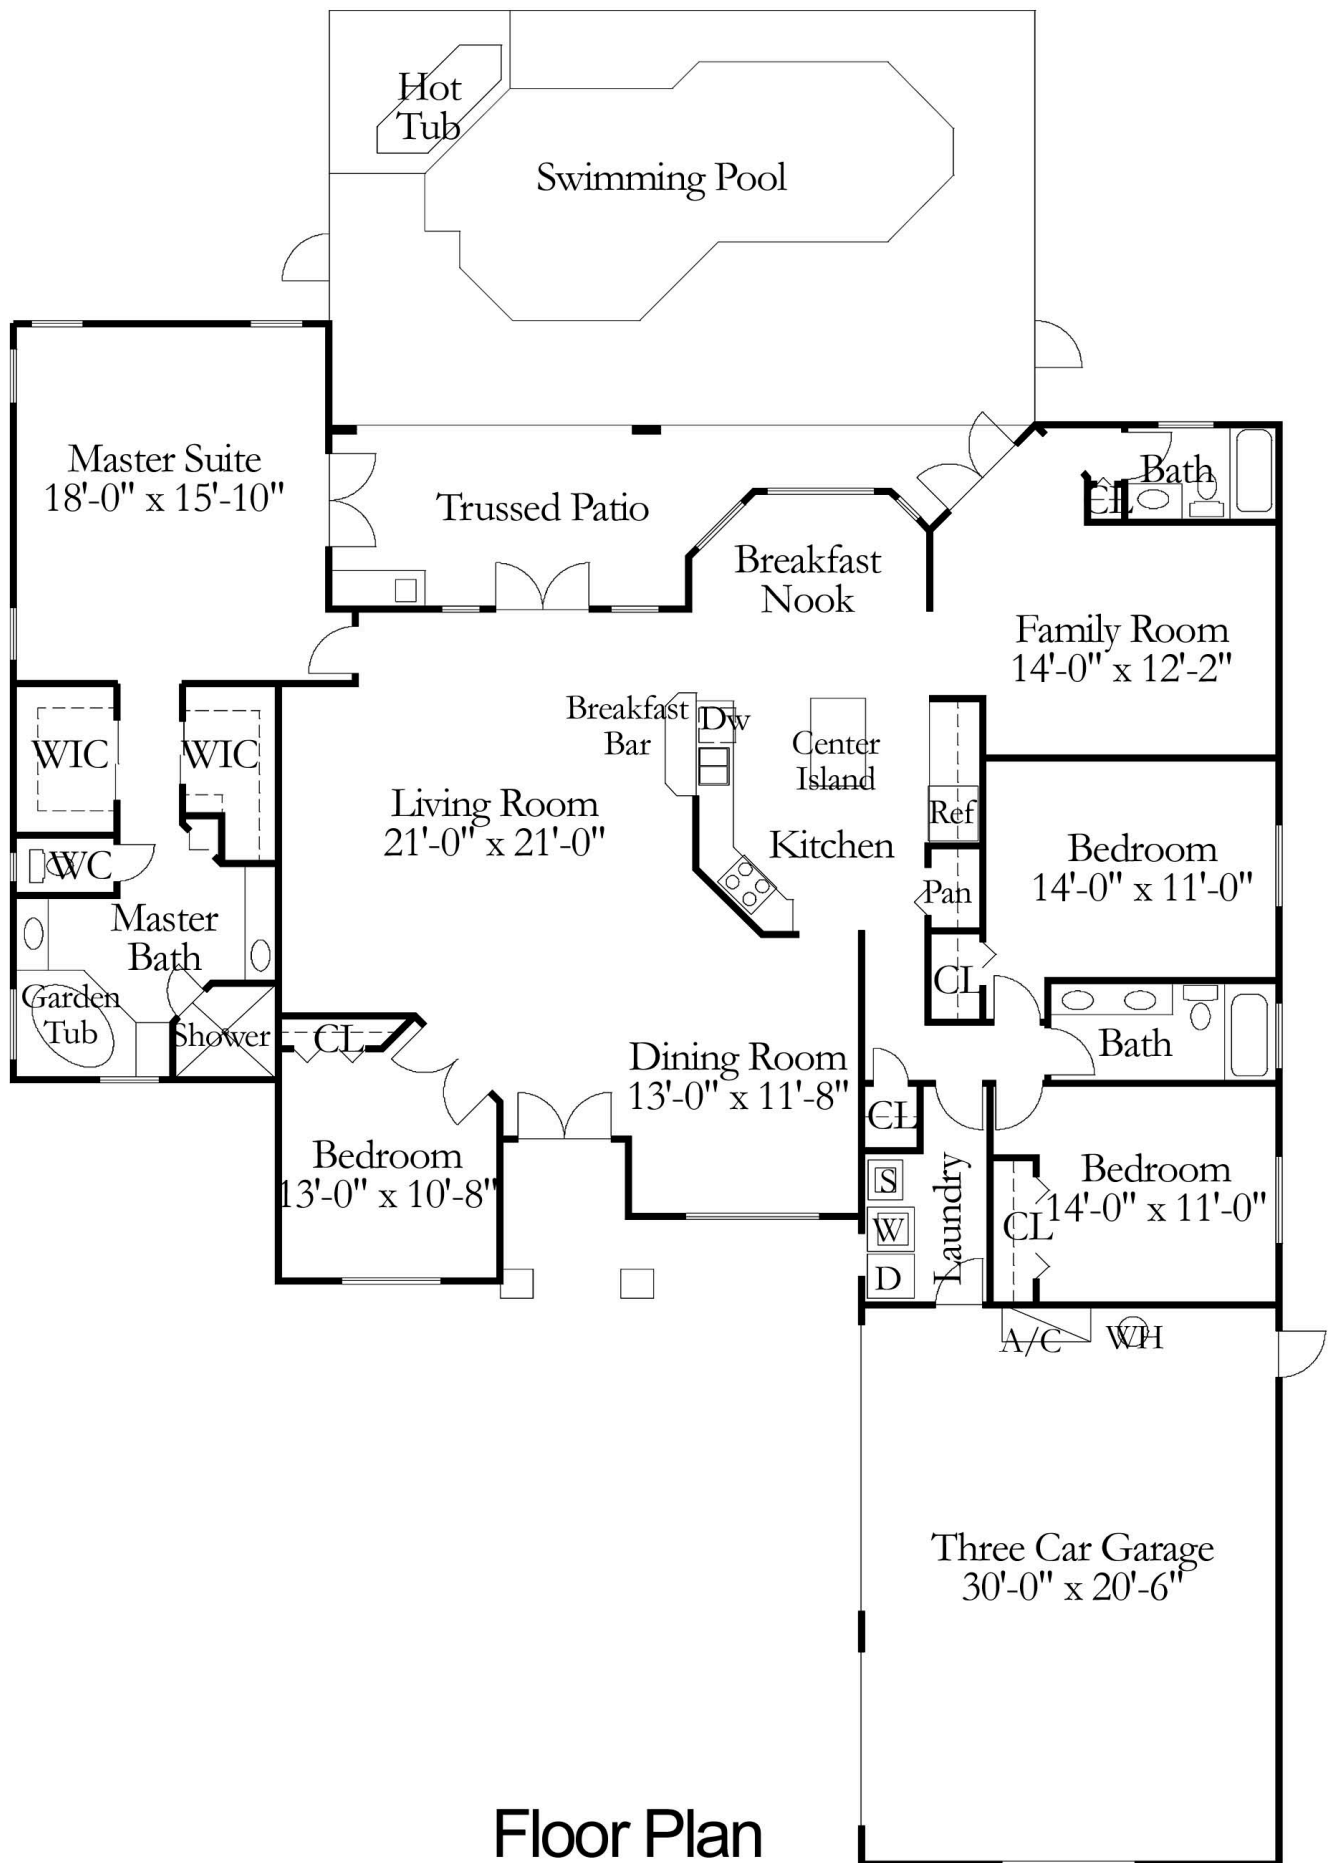 Hot
Tub
Swimming Pool
Master Suite
18'-0" x 15'-10"
Trussed Patio
Bath
CL
Breakfast
Nook
Family Room
14'-0" x 12'-2"
WIC
WIC
Breakfast
Bar
Dw
Center
Island
Living Room
21'-0" x 21'-0"
Ref
Kitchen
Bedroom
14'-0" x 11'-0"
WC
Pan
Master
Bath
CL
Garden
Tub
Shower
CL
Dining Room
13'-0" x 11'-8"
Bath
CL
Bedroom
13'-0" x 10'-8"
S
W
D
Laundry
CL
Bedroom
14'-0" x 11'-0"
A/C
WH
Three Car Garage
30'-0" x 20'-6"
Floor Plan